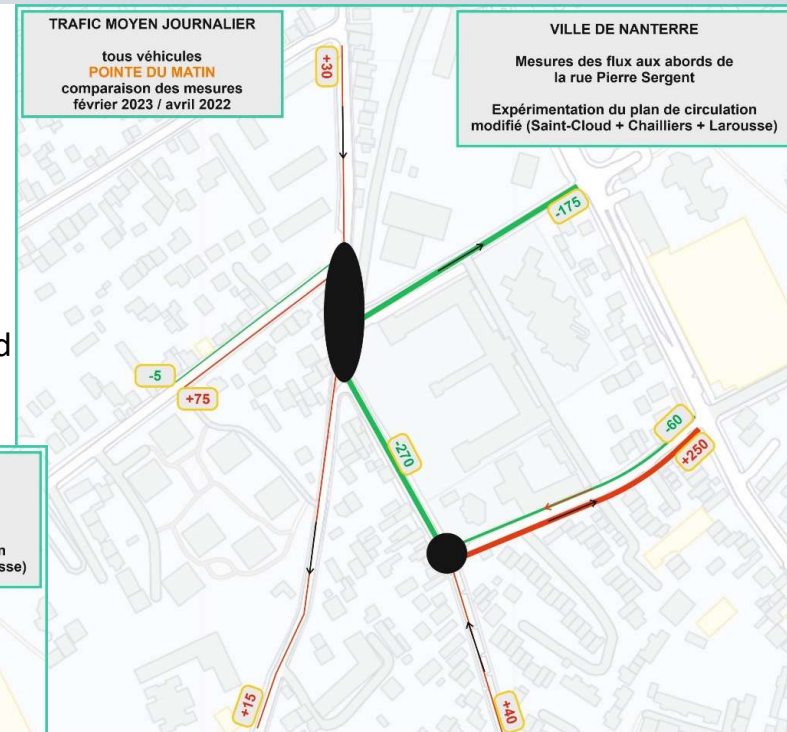 TRAFIC MOYEN JOURNALIER
tous véhicules
POINTE DU MATIN
comparaison des mesures
février 2023 / avril 2022
VILLE DE NANTERRE
Mesures des flux aux abords de
la rue Pierre Sergent
Expérimentation du plan de circulation
modifié (Saint-Cloud + Chailliers + Larousse)
+30
-175
d
-5
+75
-270
-60
+250
n
sse)
+15
+40